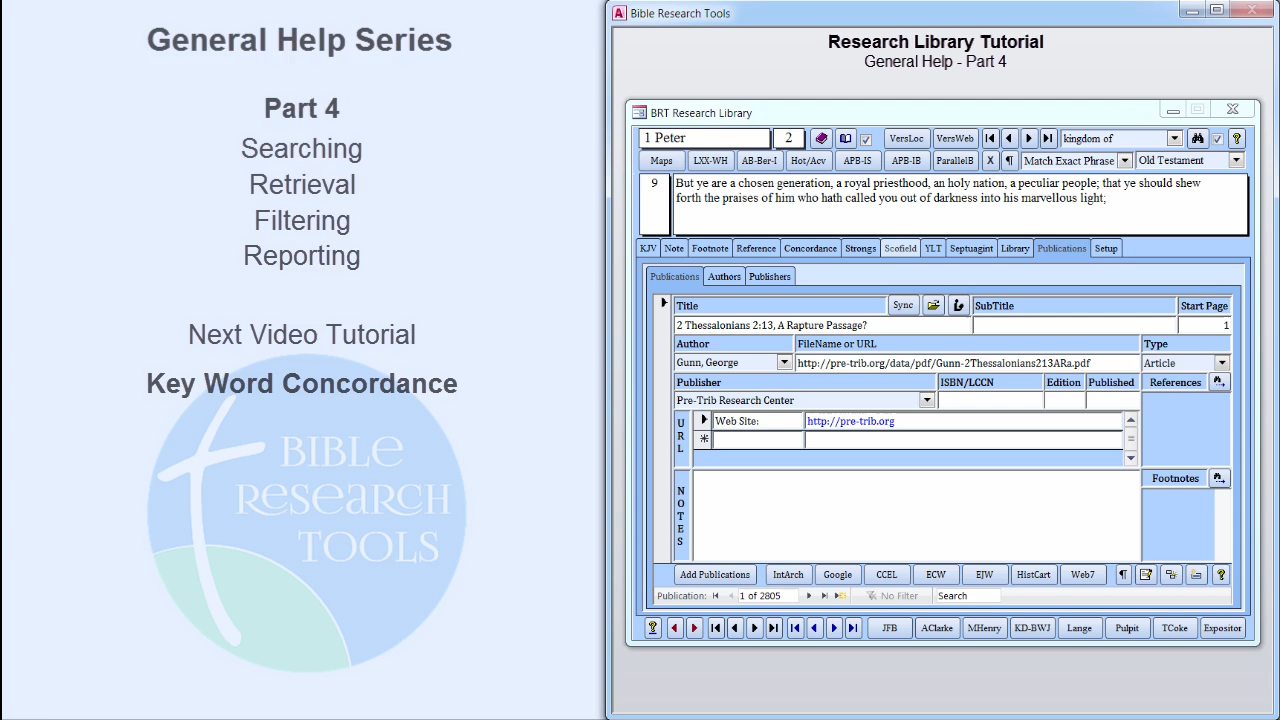 General Help Series
Part 4
Searching
Retrieval
Filtering
Reporting
Next Video Tutorial
Key Word Concordance
BIBLE
RESEARCH
TOOLS
Bible Research Tools
Research Library Tutorial
General Help - Part 4
BRT Research Library
1 Peter 2 VersLoc VersWeb kingdom of
Maps LXX-WH AB-Ber-I Hot/Acv APB-IS APB-IB ParallelB X ¶ Match Exact Phrase Old Testament
9 But ye are a chosen generation, a royal priesthood, an holy nation, a peculiar people; that ye should shew
forth the praises of him who hath called you out of darkness into his marvellous light;
KJV Note Footnote Reference Concordance Strongs Scofield YLT Septuagint Library Publications Setup
Publications Authors Publishers
Title Sync SubTitle Start Page
2 Thessalonians 2:13, A Rapture Passage? 1
Author FileName or URL Type
Gunn, George http://pre-trib.org/data/pdf/Gunn-2Thessalonians213ARa.pdf Article
Publisher ISBN/LCCN Edition Published References
Pre-Trib Research Center
URL Web Site: http://pre-trib.org
Footnotes
NOTES
Add Publications IntArch Google CCEL ECW EJW HistCart Web7 ¶ ?
Publication: 1 of 2805 No Filter Search
? JFB AClarke MHenry KD-BWJ Lange Pulpit TCoke Expositor